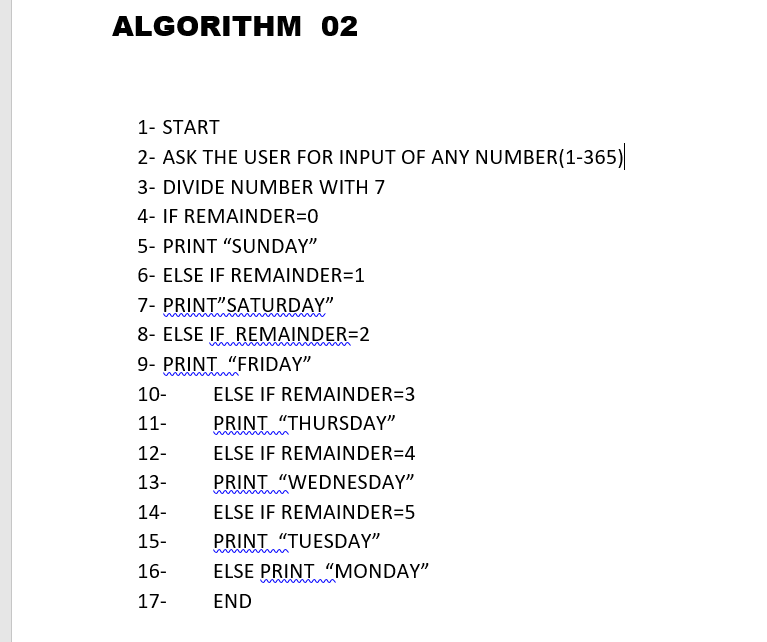 ALGORITHM 02
1- START
2- ASK THE USER FOR INPUT OF ANY NUMBER(1-365)
3- DIVIDE NUMBER WITH 7
4- IF REMAINDER=0
5- PRINT “SUNDAY”
6- ELSE IF REMAINDER=1
7- PRINT”SATURDAY”
8- ELSE IF REMAINDER=2
9- PRINT “FRIDAY”
10- ELSE IF REMAINDER=3
11- PRINT “THURSDAY”
12- ELSE IF REMAINDER=4
13- PRINT “WEDNESDAY”
14- ELSE IF REMAINDER=5
15- PRINT “TUESDAY”
16- ELSE PRINT “MONDAY”
17- END